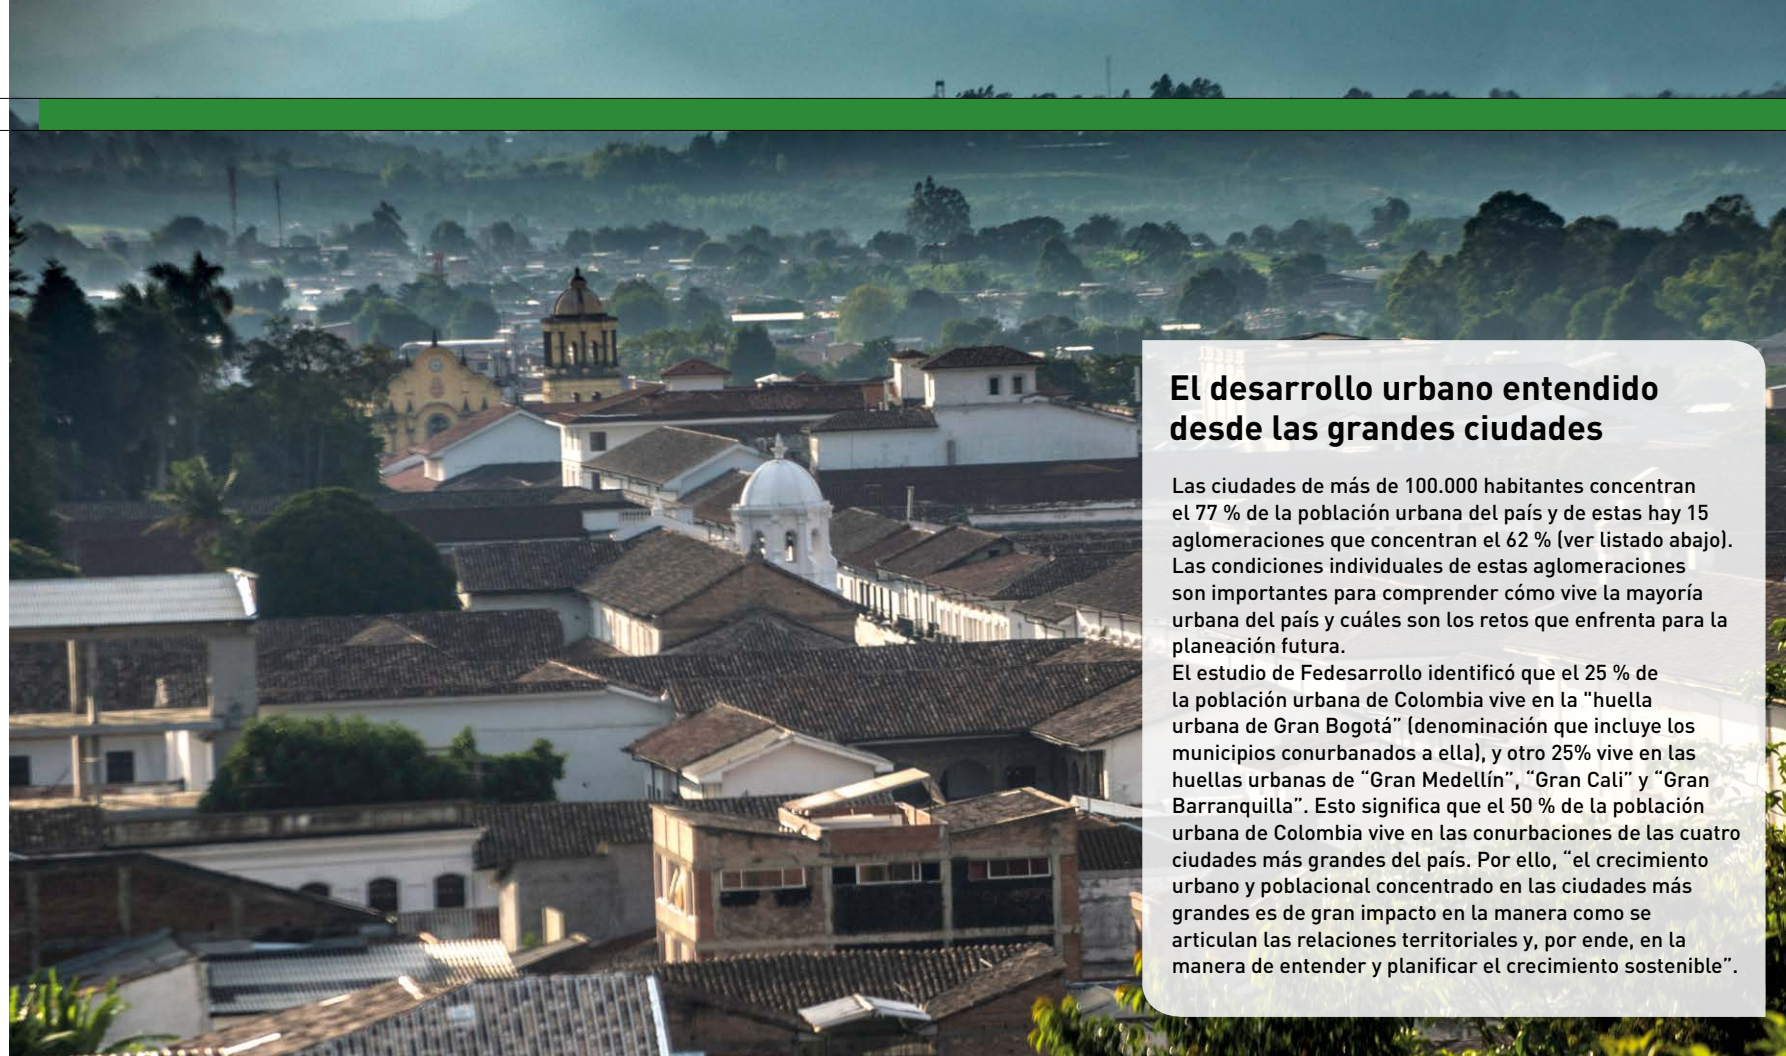 El desarrollo urbano entendido
desde las grandes ciudades
Las ciudades de más de 100.000 habitantes concentran
el 77 % de la población urbana del país y de estas hay 15
aglomeraciones que concentran el 62 % (ver listado abajo).
Las condiciones individuales de estas aglomeraciones
son importantes para comprender cómo vive la mayoría
urbana del país y cuáles son los retos que enfrenta para la
planeación futura.
El estudio de Fedesarrollo identificó que el 25 % de
la población urbana de Colombia vive en la "huella
urbana de Gran Bogotá” (denominación que incluye los
municipios conurbanados a ella), y otro 25% vive en las
huellas urbanas de “Gran Medellín”, “Gran Cali” y “Gran
Barranquilla”. Esto significa que el 50 % de la población
urbana de Colombia vive en las conurbaciones de las cuatro
ciudades más grandes del país. Por ello, “el crecimiento
urbano y poblacional concentrado en las ciudades más
grandes es de gran impacto en la manera como se
articulan las relaciones territoriales y, por ende, en la
manera de entender y planificar el crecimiento sostenible”.